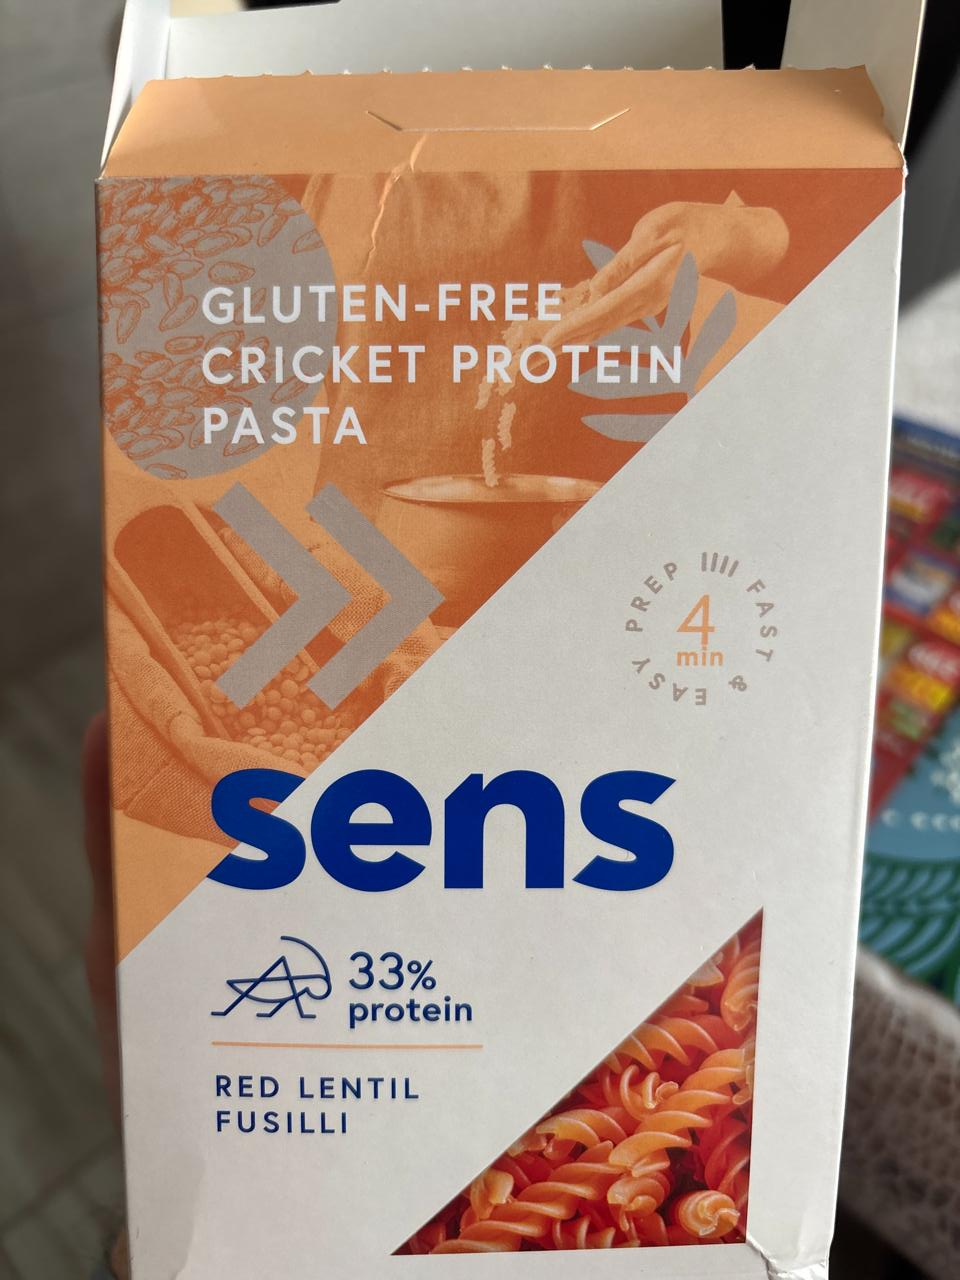 GLUTEN-FREE
CRICKET PROTEIN
PASTA
PREP FAST & EASY
4
min
sens
33%
protein
RED LENTIL
FUSILLI